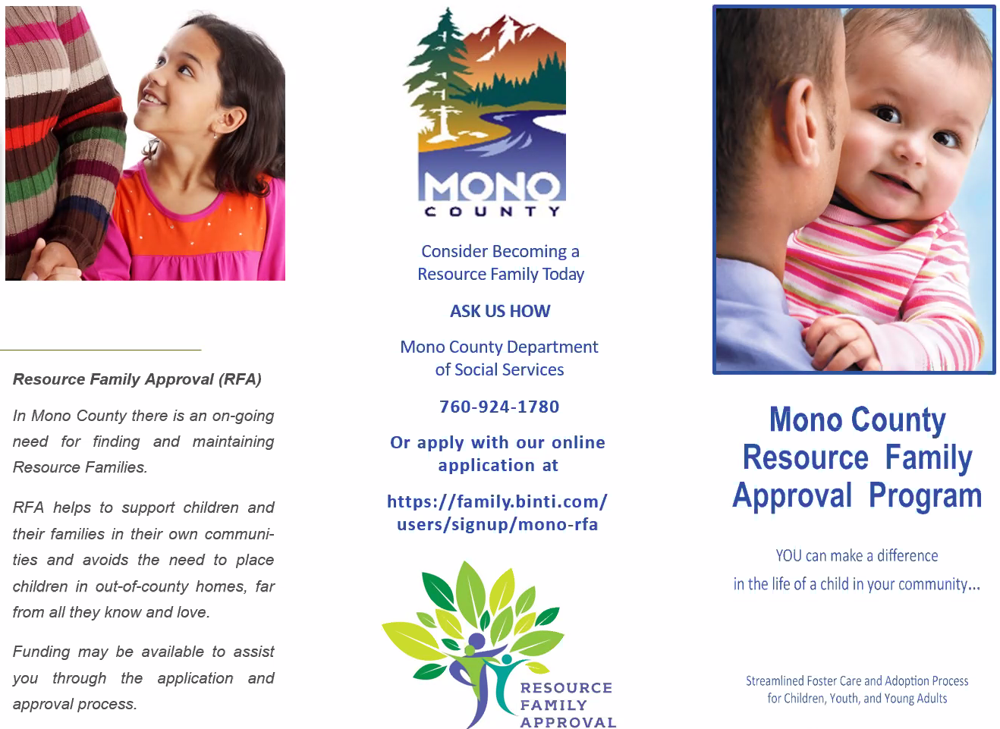 Resource Family Approval (RFA)
In Mono County there is an on-going
need for finding and maintaining
Resource Families.
RFA helps to support children and
their families in their own communi-
ties and avoids the need to place
children in out-of-county homes, far
from all they know and love.
Funding may be available to assist
you through the application and
approval process.
MONO
COUNTY
Consider Becoming a
Resource Family Today
ASK US HOW
Mono County Department
of Social Services
760-924-1780
Or apply with our online
application at
https://family.binti.com/
users/signup/mono-rfa
RESOURCE
FAMILY
APPROVAL
Mono County
Resource Family
Approval Program
YOU can make a difference
in the life of a child in your community...
Streamlined Foster Care and Adoption Process
for Children, Youth, and Young Adults